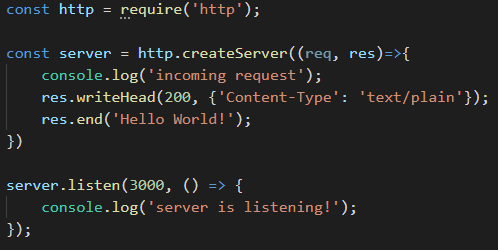 const http = require('http');
const server = http.createServer((req, res)=>{
    console.log('incoming request');
    res.writeHead(200, {'Content-Type': 'text/plain'});
    res.end('Hello World!');
})
server.listen(3000, () => {
    console.log('server is listening!');
});